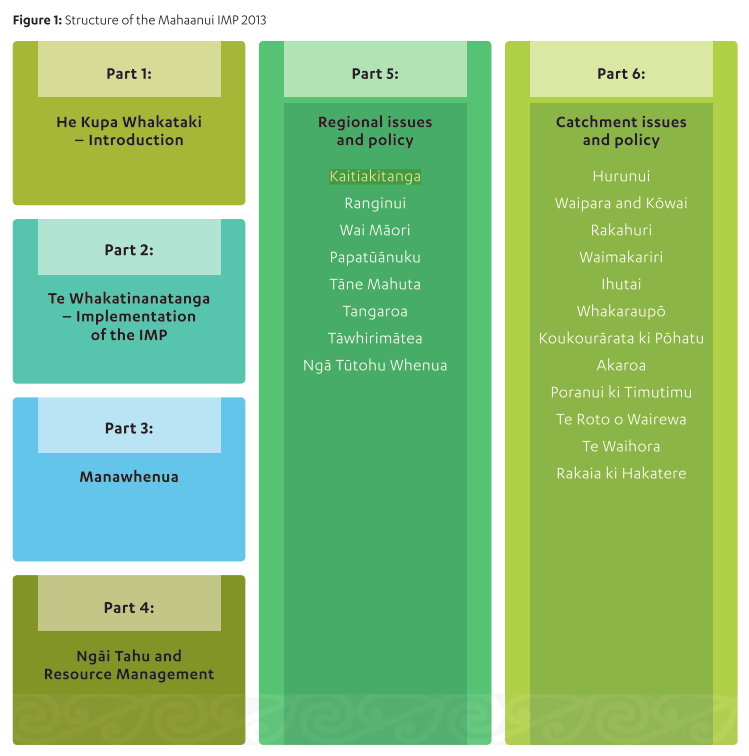 Figure 1: Structure of the Mahaanui IMP 2013
Part 1:
He Kupa Whakataki
– Introduction
Part 2:
Te Whakatinanatanga
– Implementation
of the IMP
Part 3:
Manawhenua
Part 4:
Ngāi Tahu and
Resource Management
Part 5:
Regional issues
and policy
Kaitiakitanga
Ranginui
Wai Māori
Papatūānuku
Tāne Mahuta
Tangaroa
Tāwhirimātea
Ngā Tūtohu Whenua
Part 6:
Catchment issues
and policy
Hurunui
Waipara and Kōwai
Rakahuri
Waimakariri
Ihutai
Whakaraupō
Koukourārata ki Pōhatu
Akaroa
Poranui ki Timutimu
Te Roto o Wairewa
Te Waihora
Rakaia ki Hakatere